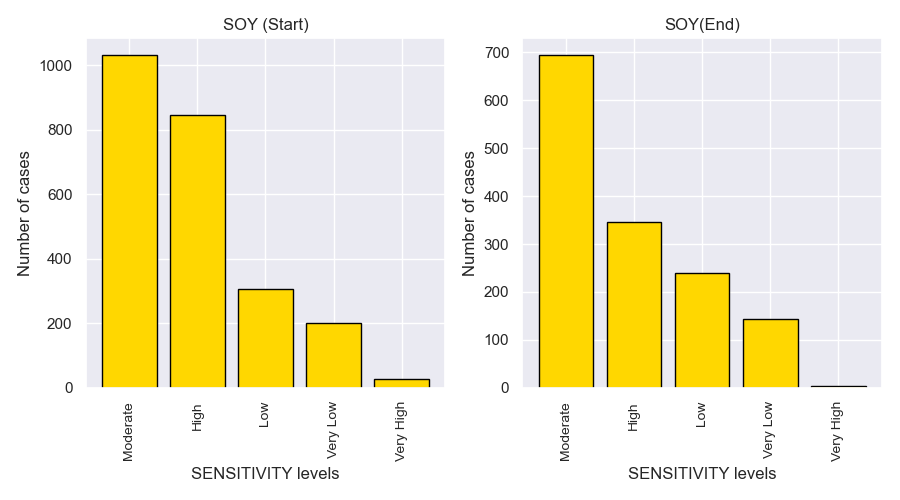 SOY (Start)
Number of cases
1000
800
600
400
200
0
Moderate
High
Low
Very Low
Very High
SENSITIVITY levels
SOY(End)
Number of cases
700
600
500
400
300
200
100
0
Moderate
High
Low
Very Low
Very High
SENSITIVITY levels